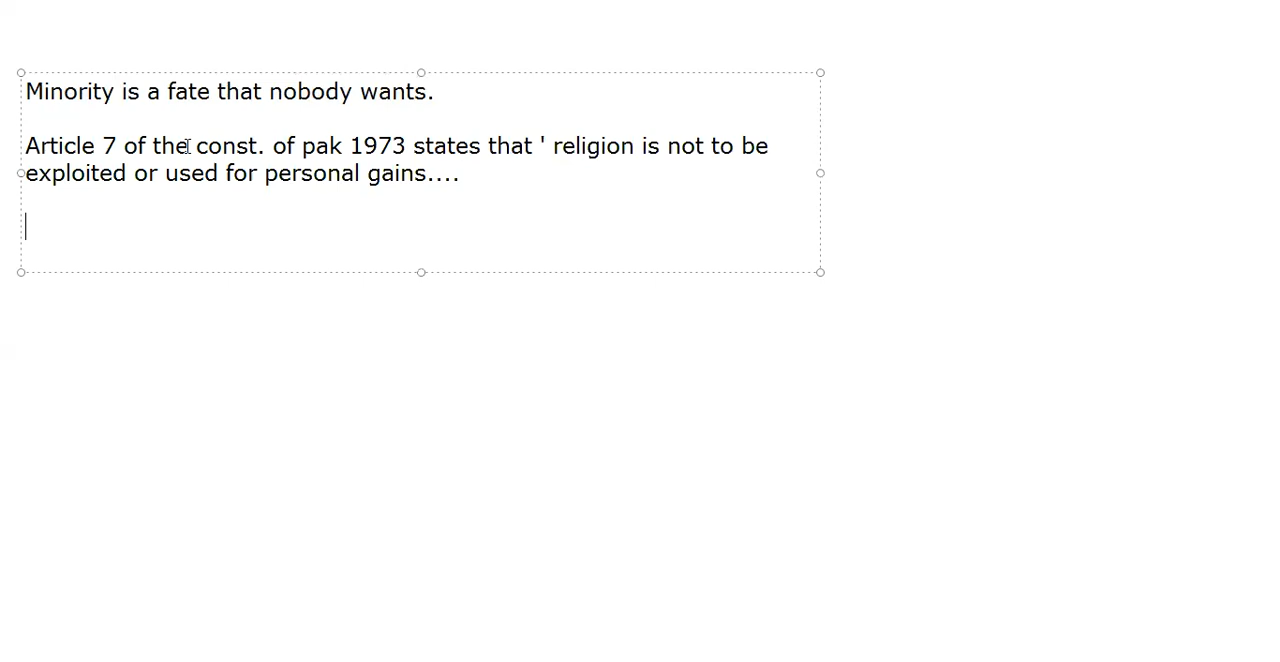 Minority is a fate that nobody wants.
Article 7 of the const. of pak 1973 states that ' religion is not to be
exploited or used for personal gains....